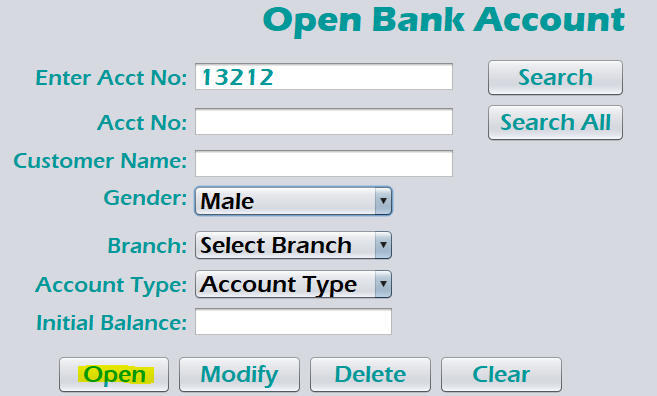 Open Bank Account
Enter Acct No: 13212 Search
Acct No: Search All
Customer Name:
Gender: Male
Branch: Select Branch
Account Type: Account Type
Initial Balance:
Open Modify Delete Clear